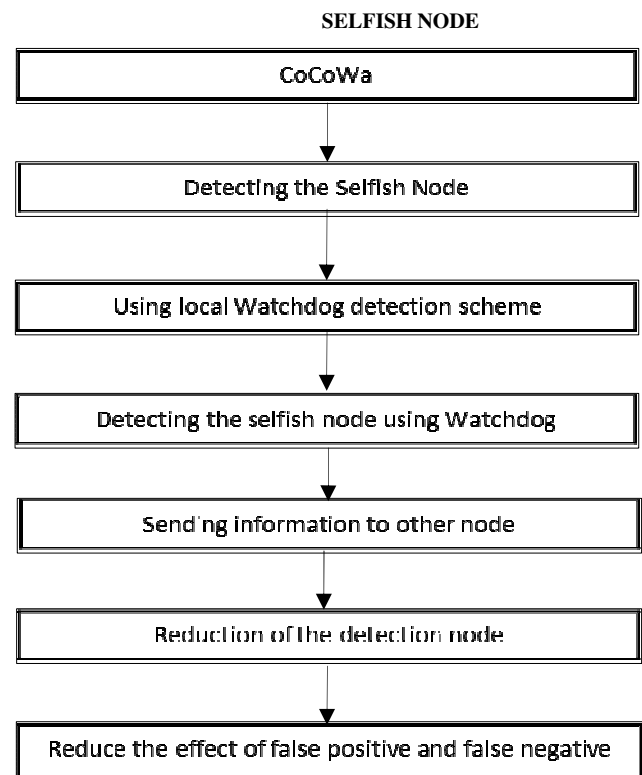 SELFISH NODE
CoCoWa
Detecting the Selfish Node
Using local Watchdog detection scheme
Detecting the selfish node using Watchdog
Sending information to other node
Reduction of the detection node
Reduce the effect of false positive and false negative